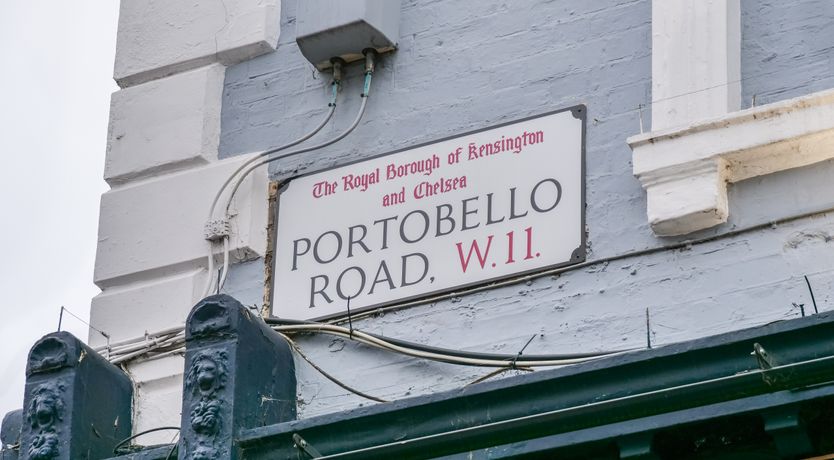 The Royal Borough of Kensington
and Chelsea
PORTOBELLO
ROAD, W.11.